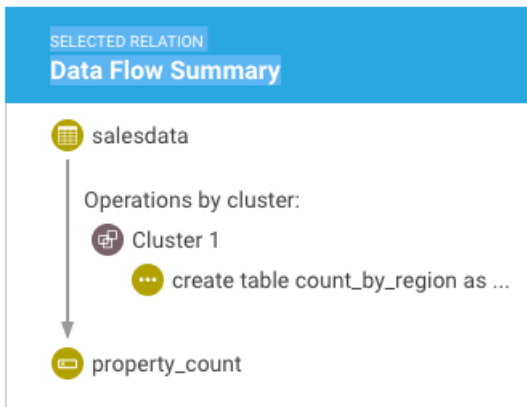 SELECTED RELATION
Data Flow Summary
salesdata
Operations by cluster:
Cluster 1
create table count_by_region as ...
property_count